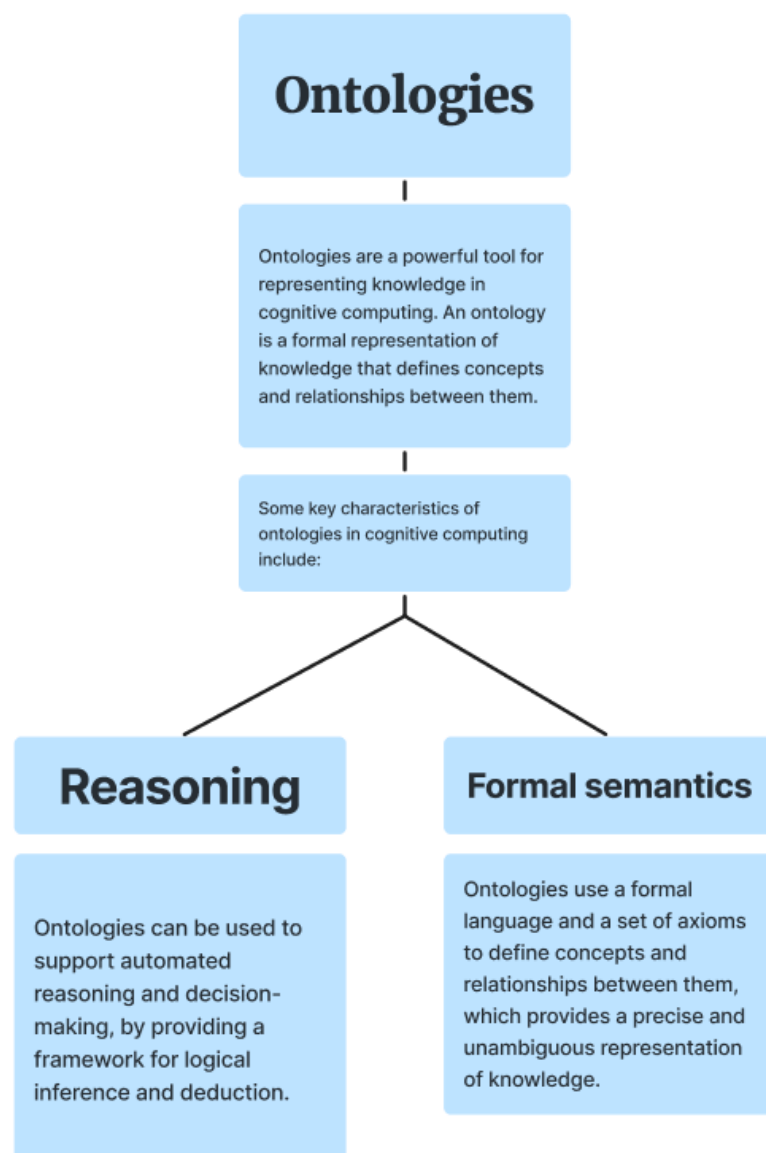 Ontologies
Ontologies are a powerful tool for
representing knowledge in
cognitive computing. An ontology
is a formal representation of
knowledge that defines concepts
and relationships between them.
Some key characteristics of
ontologies in cognitive computing
include:
Reasoning
Ontologies can be used to
support automated
reasoning and decision-
making, by providing a
framework for logical
inference and deduction.
Formal semantics
Ontologies use a formal
language and a set of axioms
to define concepts and
relationships between them,
which provides a precise and
unambiguous representation
of knowledge.